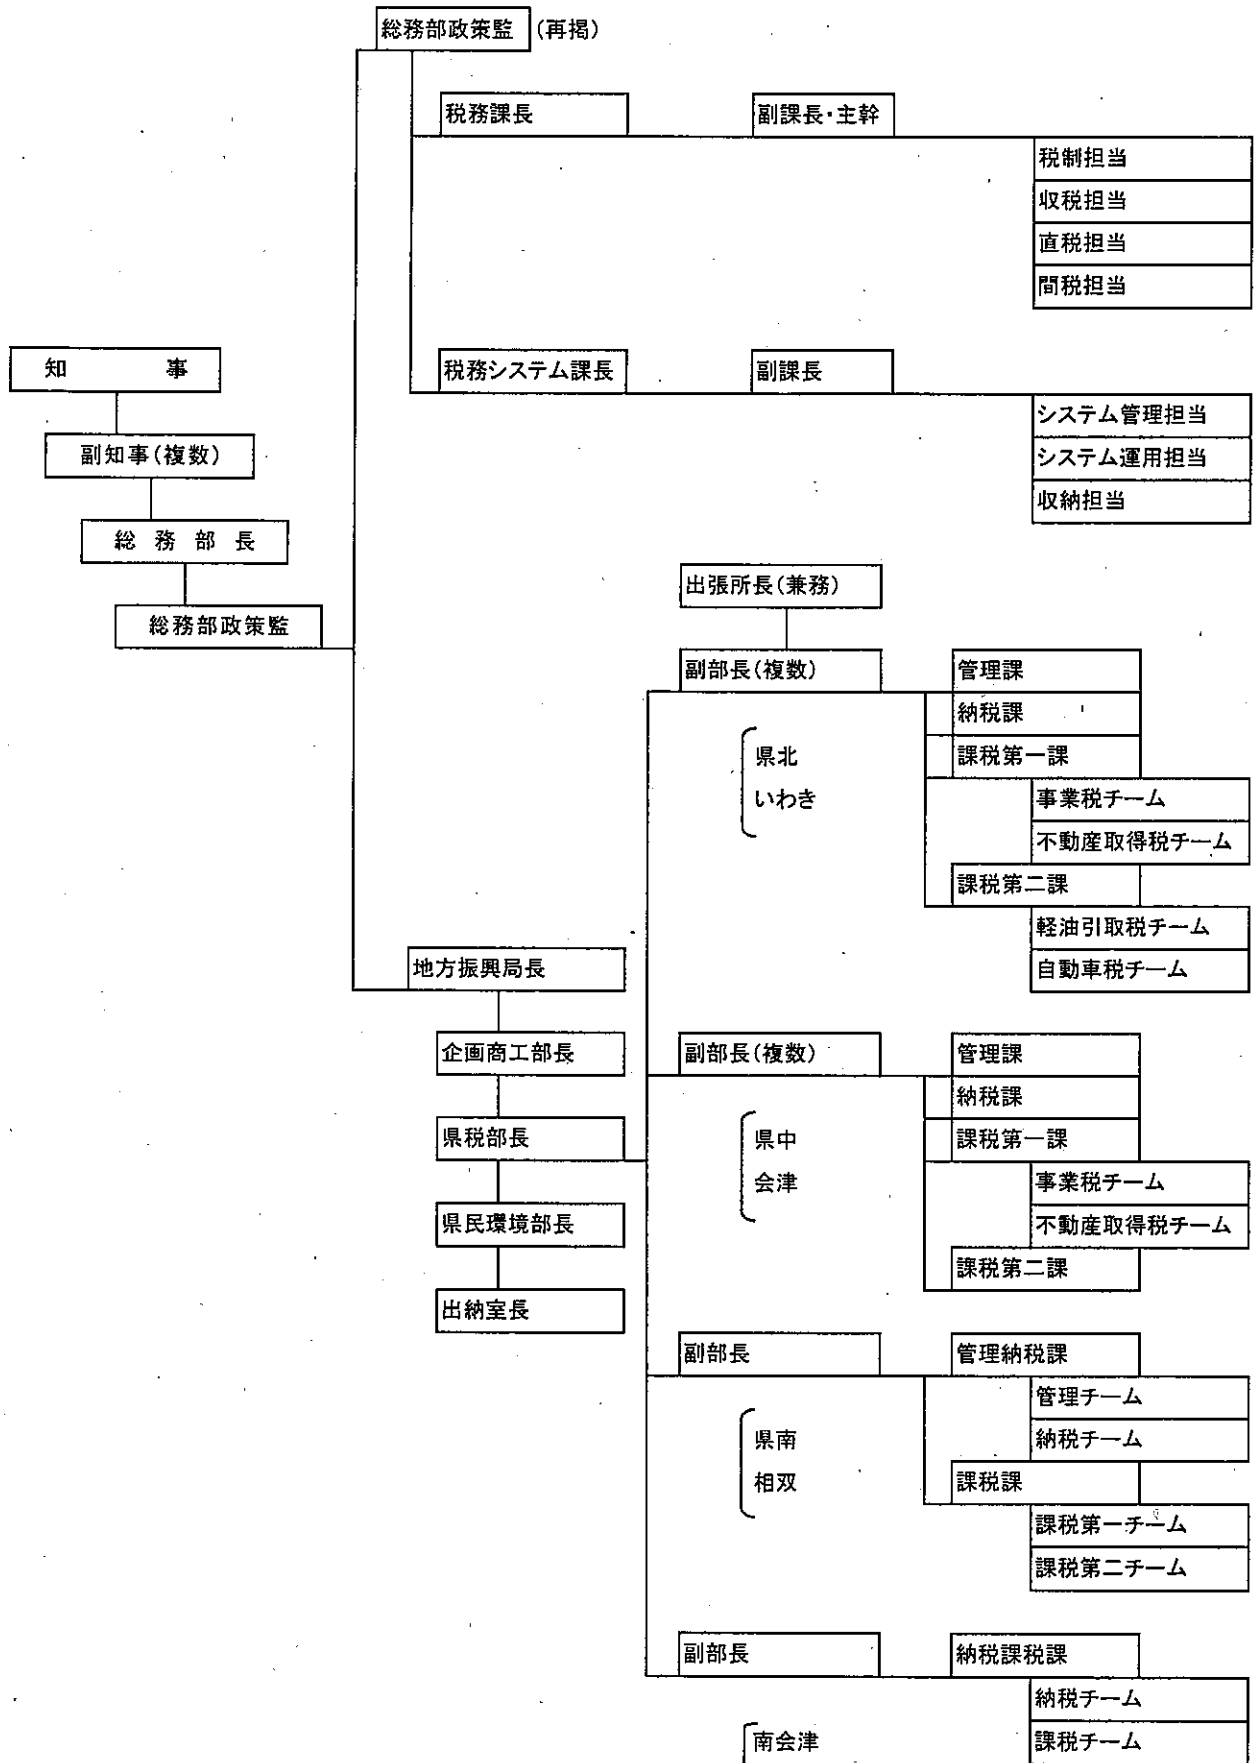 総務部政策監 (再掲)
税務課長
副課長・主幹
税制担当
収税担当
直税担当
間税担当
知 事
副知事(複数)
総務部長
総務部政策監
税務システム課長
副課長
システム管理担当
システム運用担当
収納担当
出張所長(兼務)
副部長(複数)
県北
いわき
管理課
納税課
課税第一課
事業税チーム
不動産取得税チーム
課税第二課
軽油引取税チーム
自動車税チーム
地方振興局長
企画商工部長
県税部長
県民環境部長
出納室長
副部長(複数)
県中
会津
管理課
納税課
課税第一課
事業税チーム
不動産取得税チーム
課税第二課
副部長
県南
相双
管理納税課
管理チーム
納税チーム
課税課
課税第一チーム
課税第二チーム
副部長
南会津
納税課税課
納税チーム
課税チーム